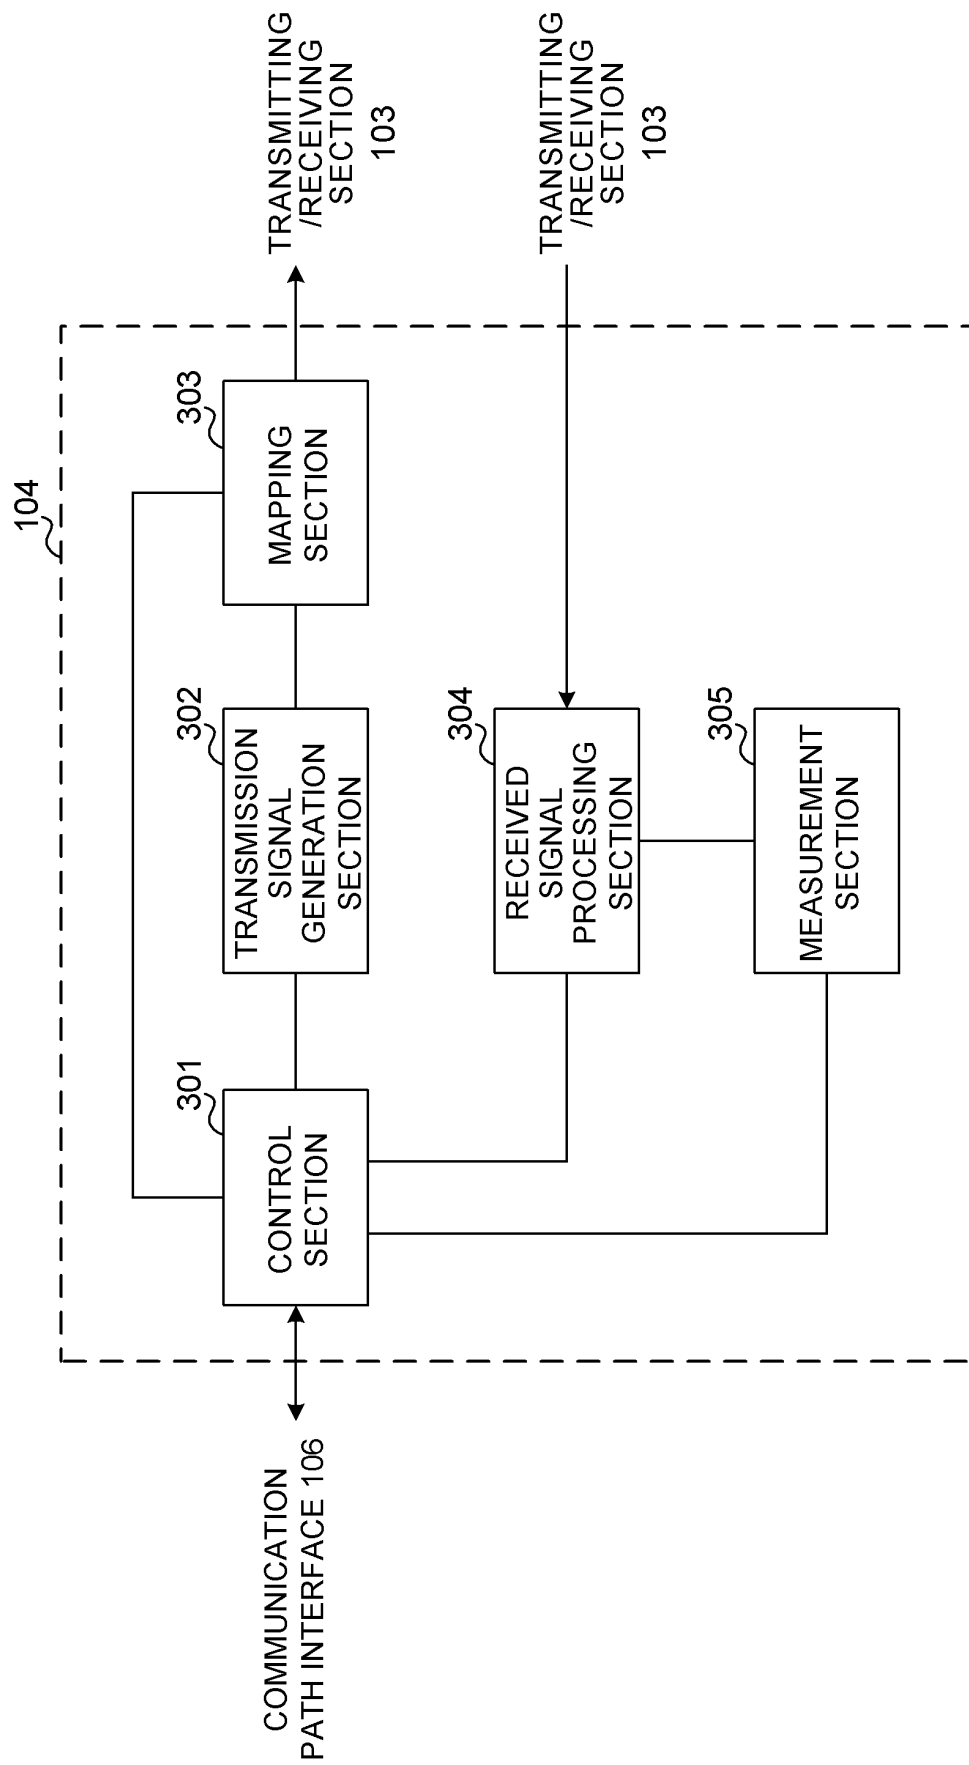 104
COMMUNICATION
PATH INTERFACE 106
301
CONTROL
SECTION
302
TRANSMISSION
SIGNAL
GENERATION
SECTION
303
MAPPING
SECTION
TRANSMITTING
/RECEIVING
SECTION
103
304
RECEIVED
SIGNAL
PROCESSING
SECTION
TRANSMITTING
/RECEIVING
SECTION
103
305
MEASUREMENT
SECTION